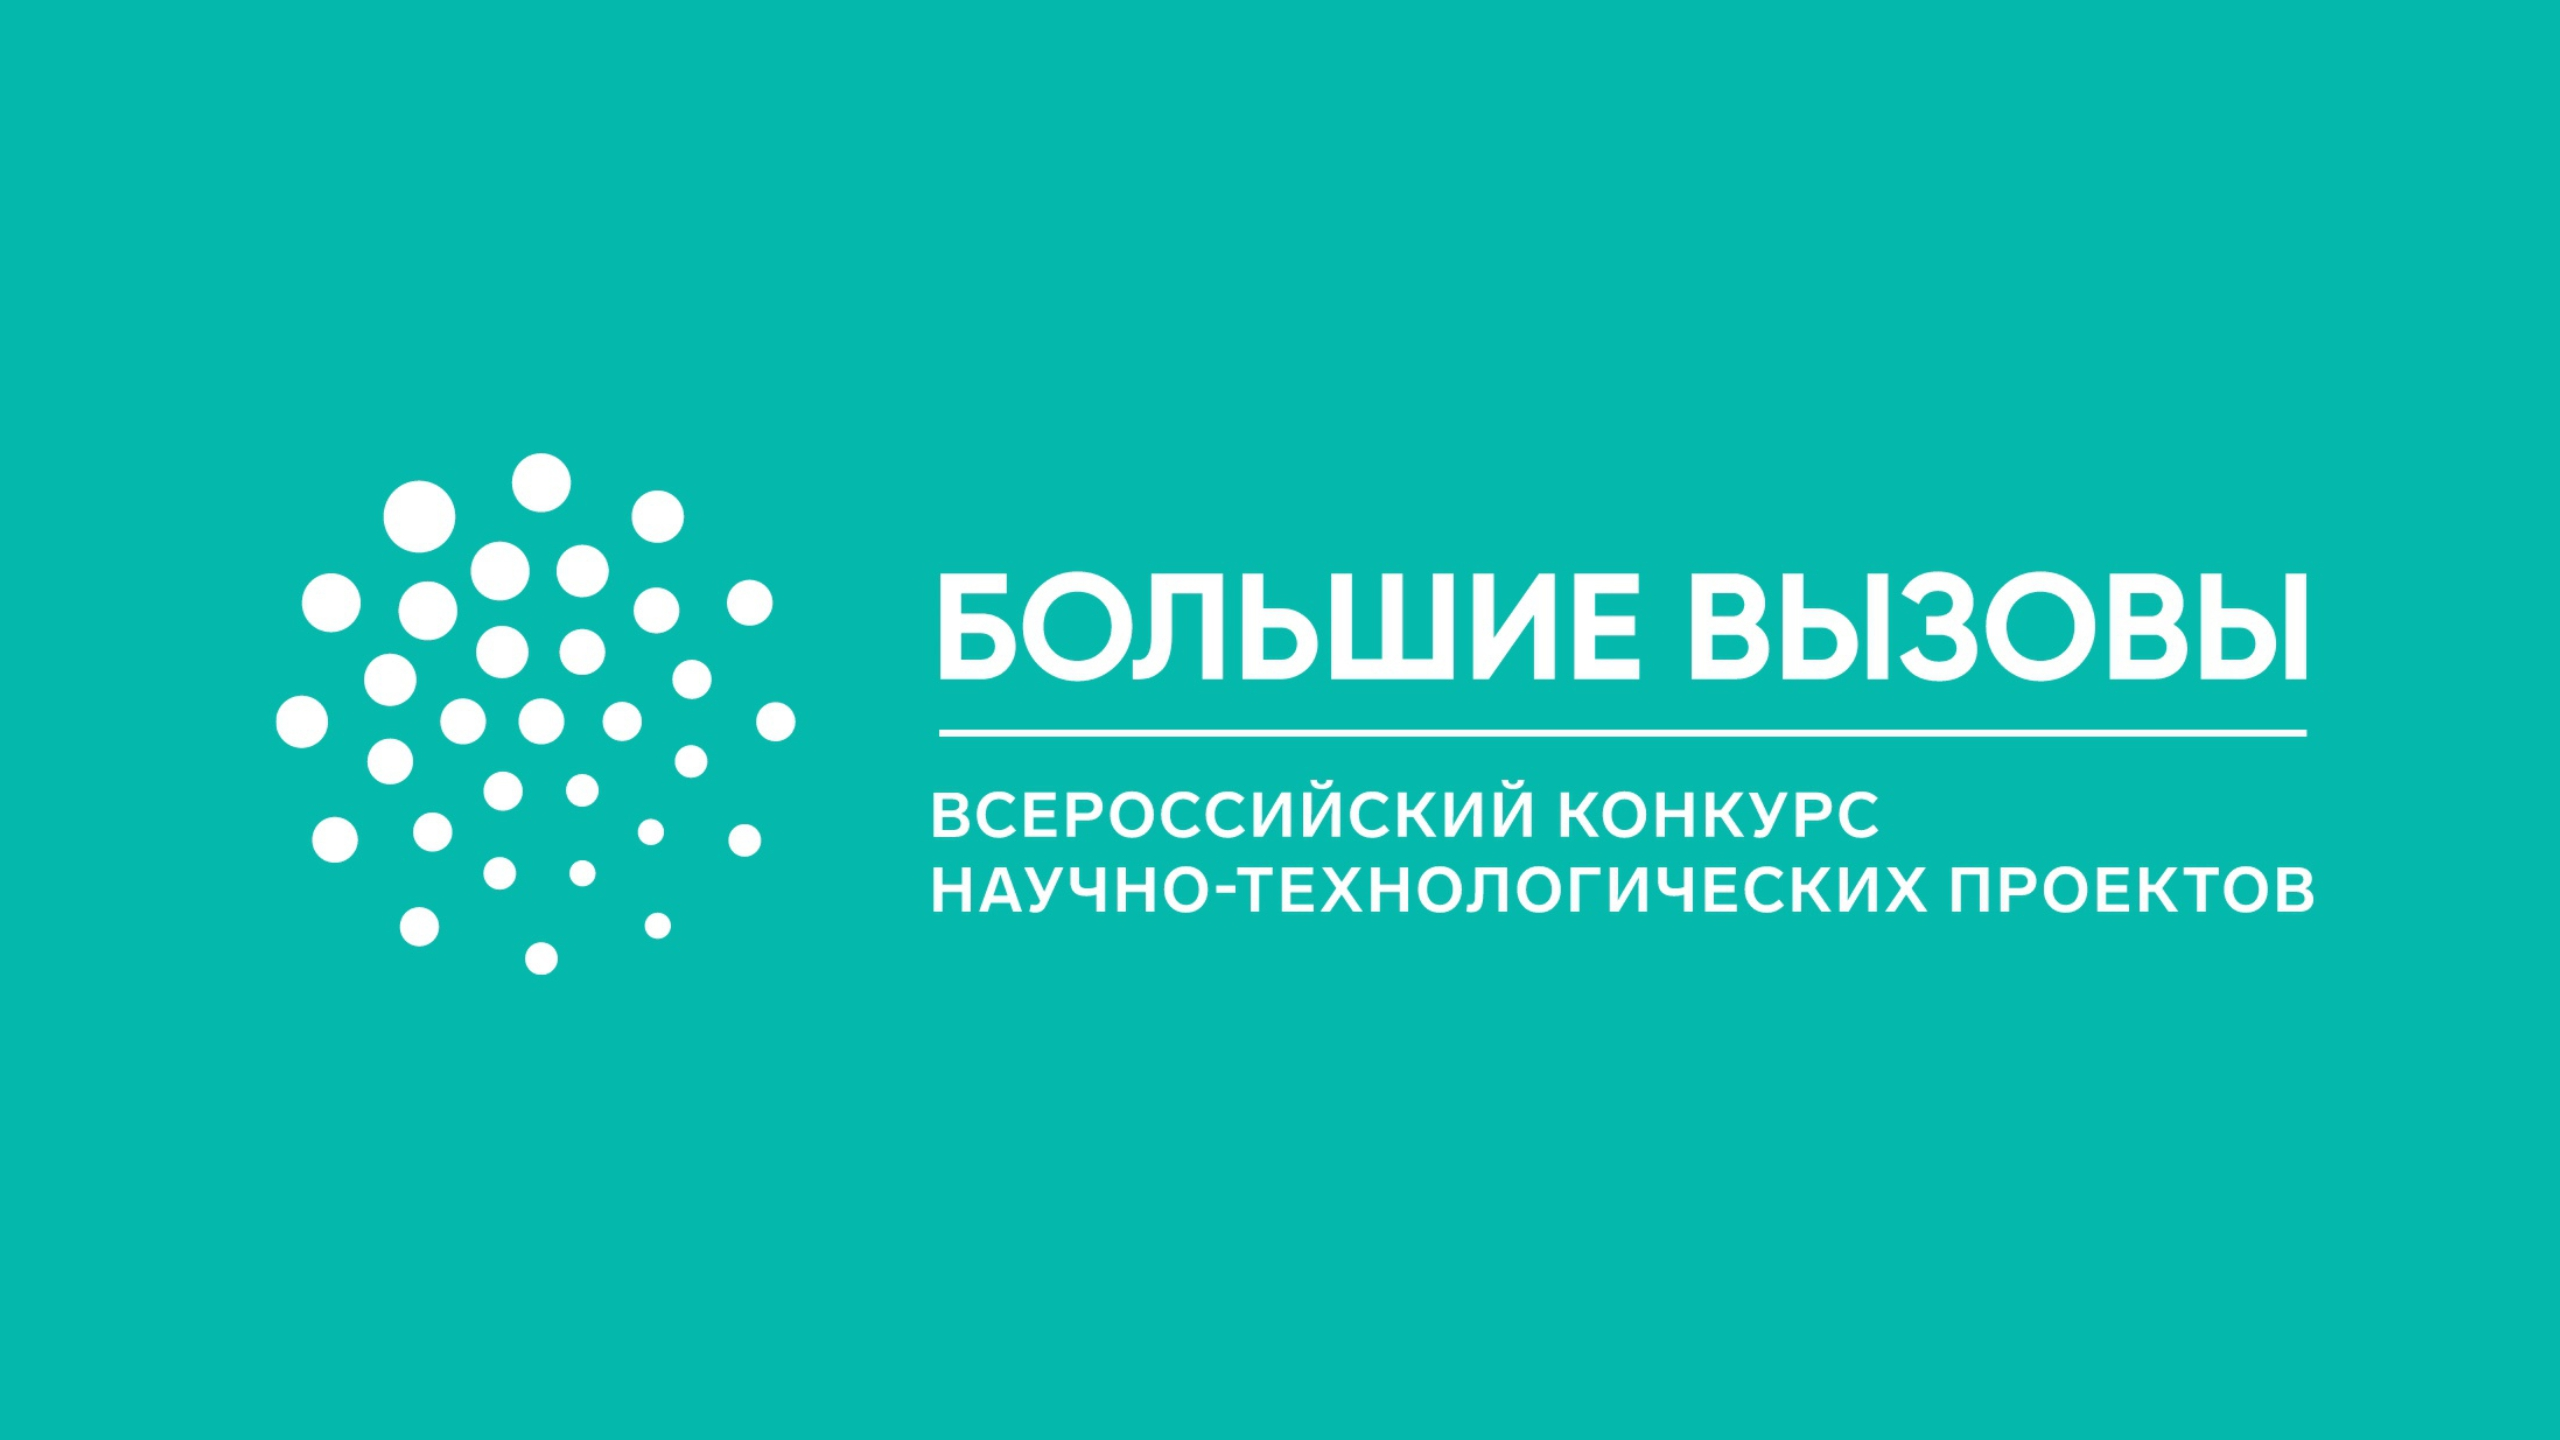 БОЛЬШИЕ ВЫЗОВЫ
ВСЕРОССИЙСКИЙ КОНКУРС
НАУЧНО-ТЕХНОЛОГИЧЕСКИХ ПРОЕКТОВ